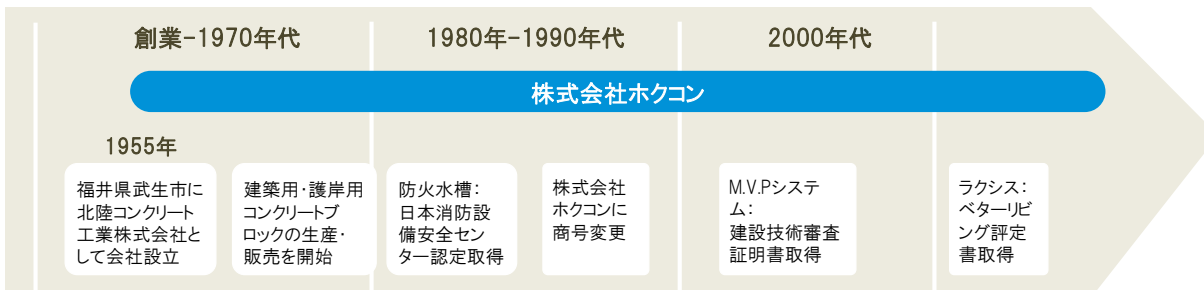 創業-1970年代
1980年-1990年代
2000年代
株式会社ホクコン
1955年
福井県武生市に
北陸コンクリート
工業株式会社と
して会社設立
建築用・護岸用
コンクリートブ
ロックの生産・
販売を開始
防火水槽：
日本消防設
備安全セン
ター認定取得
株式会社
ホクコンに
商号変更
M.V.Pシステ
ム：
建設技術審査
証明書取得
ラクシス：
ベターリビ
ング評定
書取得